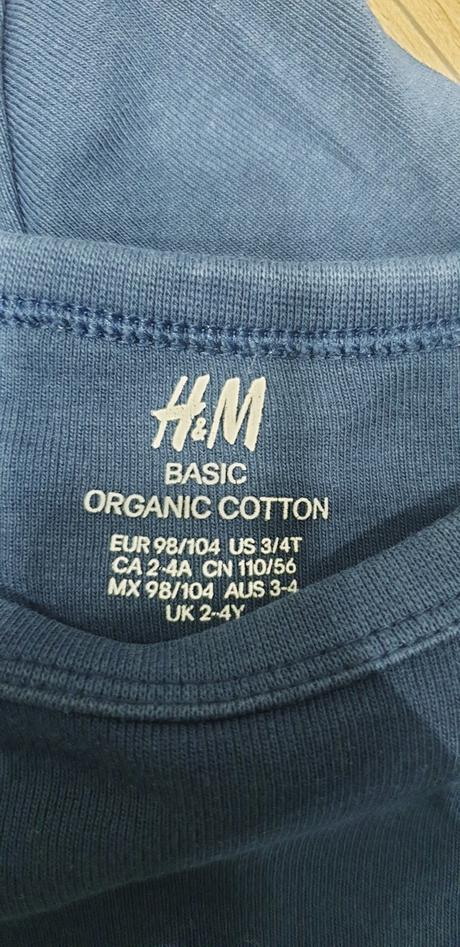 H&M
BASIC
ORGANIC COTTON
EUR 98/104 US 3/4T
CA 2-4A CN 110/56
MX 98/104 AUS 3-4
UK 2-4Y